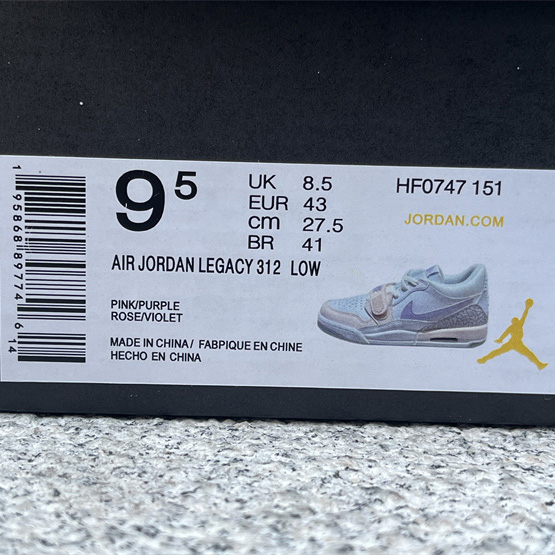 9⁵
UK 8.5
EUR 43
cm 27.5
BR 41
HF0747 151
JORDAN.COM
AIR JORDAN LEGACY 312 LOW
PINK/PURPLE
ROSE/VIOLET
MADE IN CHINA/ FABPIQUE EN CHINE
HECHO EN CHINA
1 95868 89774 6 14